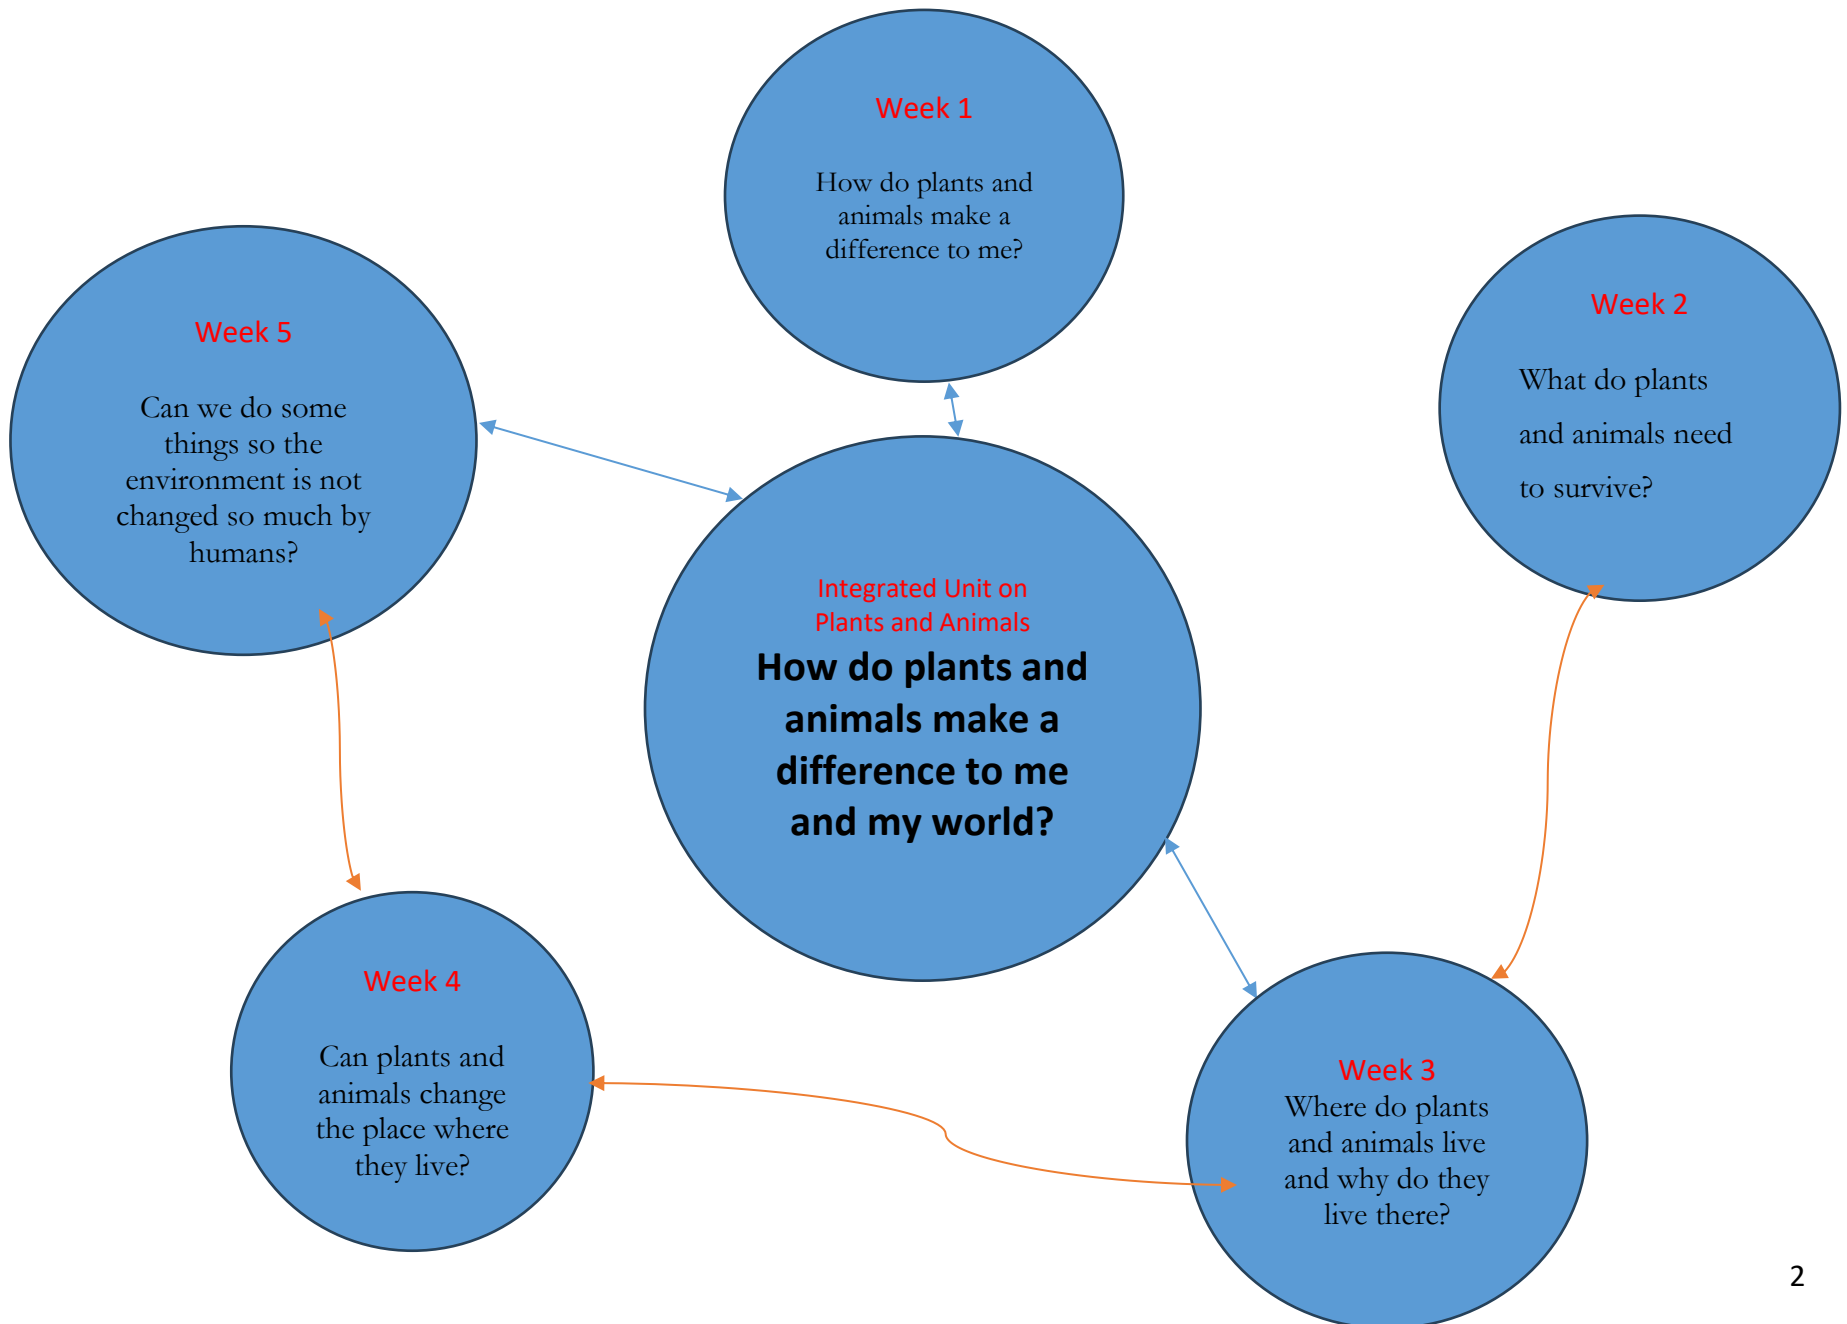 Week 1
How do plants and
animals make a
difference to me?
Week 2
What do plants
and animals need
to survive?
Week 5
Can we do some
things so the
environment is not
changed so much by
humans?
Integrated Unit on
Plants and Animals
How do plants and
animals make a
difference to me
and my world?
Week 4
Can plants and
animals change
the place where
they live?
Week 3
Where do plants
and animals live
and why do they
live there?
2